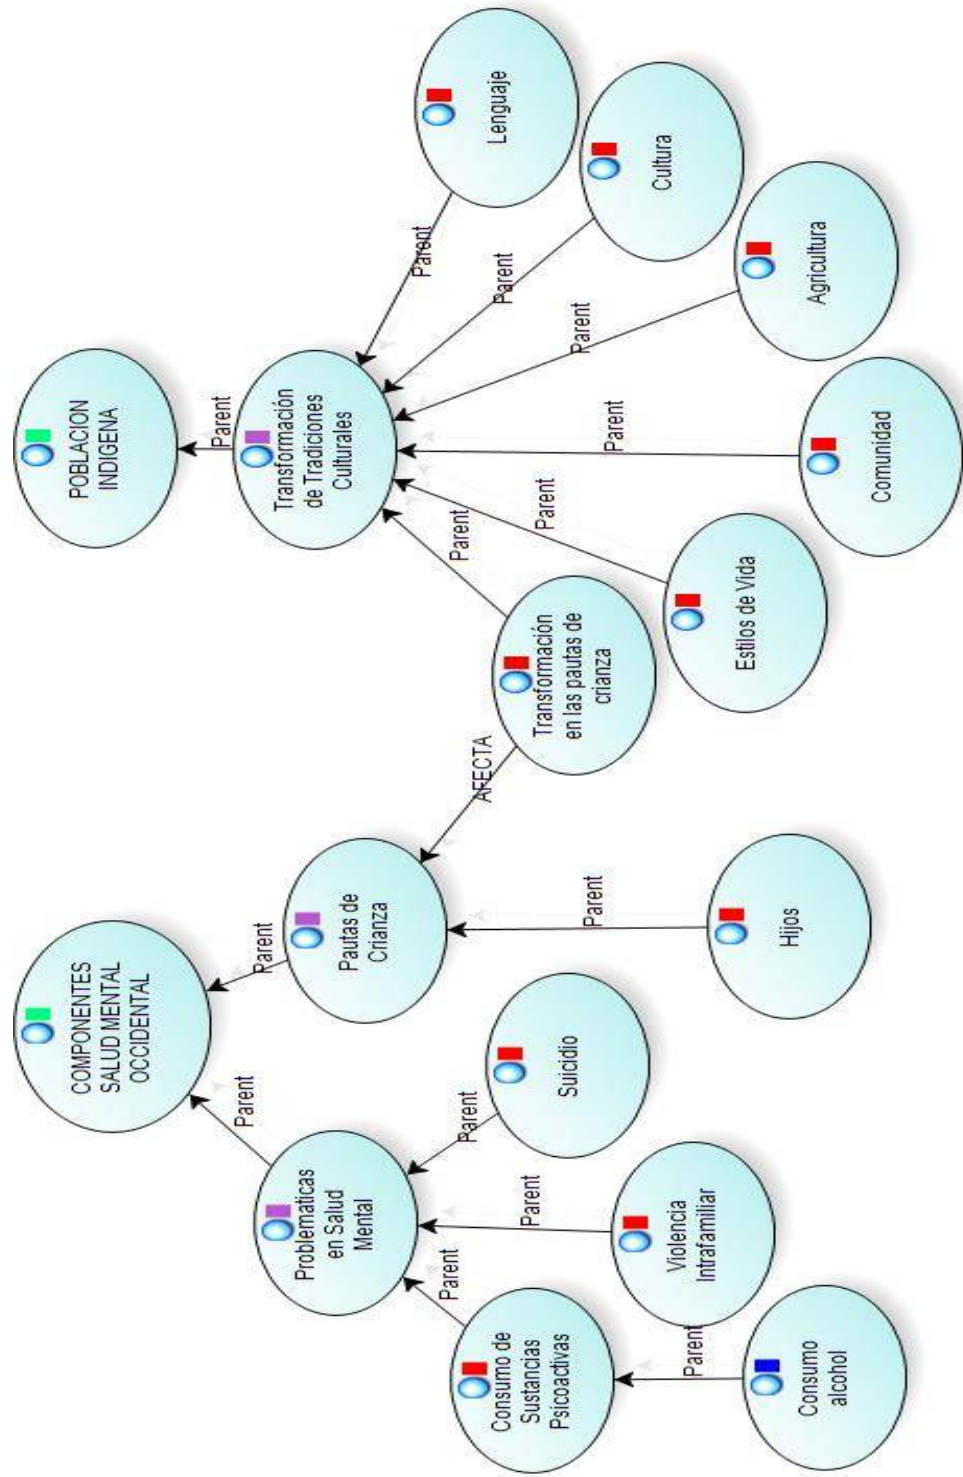 COMPONENTES
SALUD MENTAL
OCCIDENTAL
POBLACION
INDIGENA
Parent
Parent
Parent
Problematicas
en Salud
Mental
Pautas de
Crianza
Transformación
de Tradiciones
Culturales
Parent
Parent
Parent
AFECTA
Parent
Parent
Parent
Parent
Parent
Parent
Consumo de
Sustancias
Psicoactivas
Suicidio
Transformación
en las pautas de
crianza
Lenguaje
Parent
Violencia
Intrafamiliar
Parent
Estilos de Vida
Cultura
Consumo
alcohol
Hijos
Comunidad
Agricultura